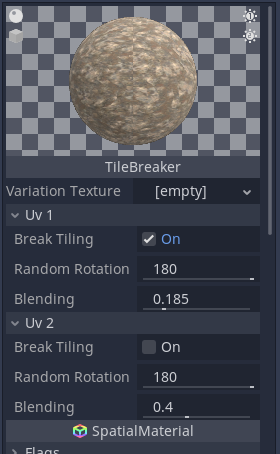 TileBreaker
Variation Texture [empty]
Uv 1
Break Tiling On
Random Rotation 180
Blending 0.185
Uv 2
Break Tiling On
Random Rotation 180
Blending 0.4
SpatialMaterial
Flags